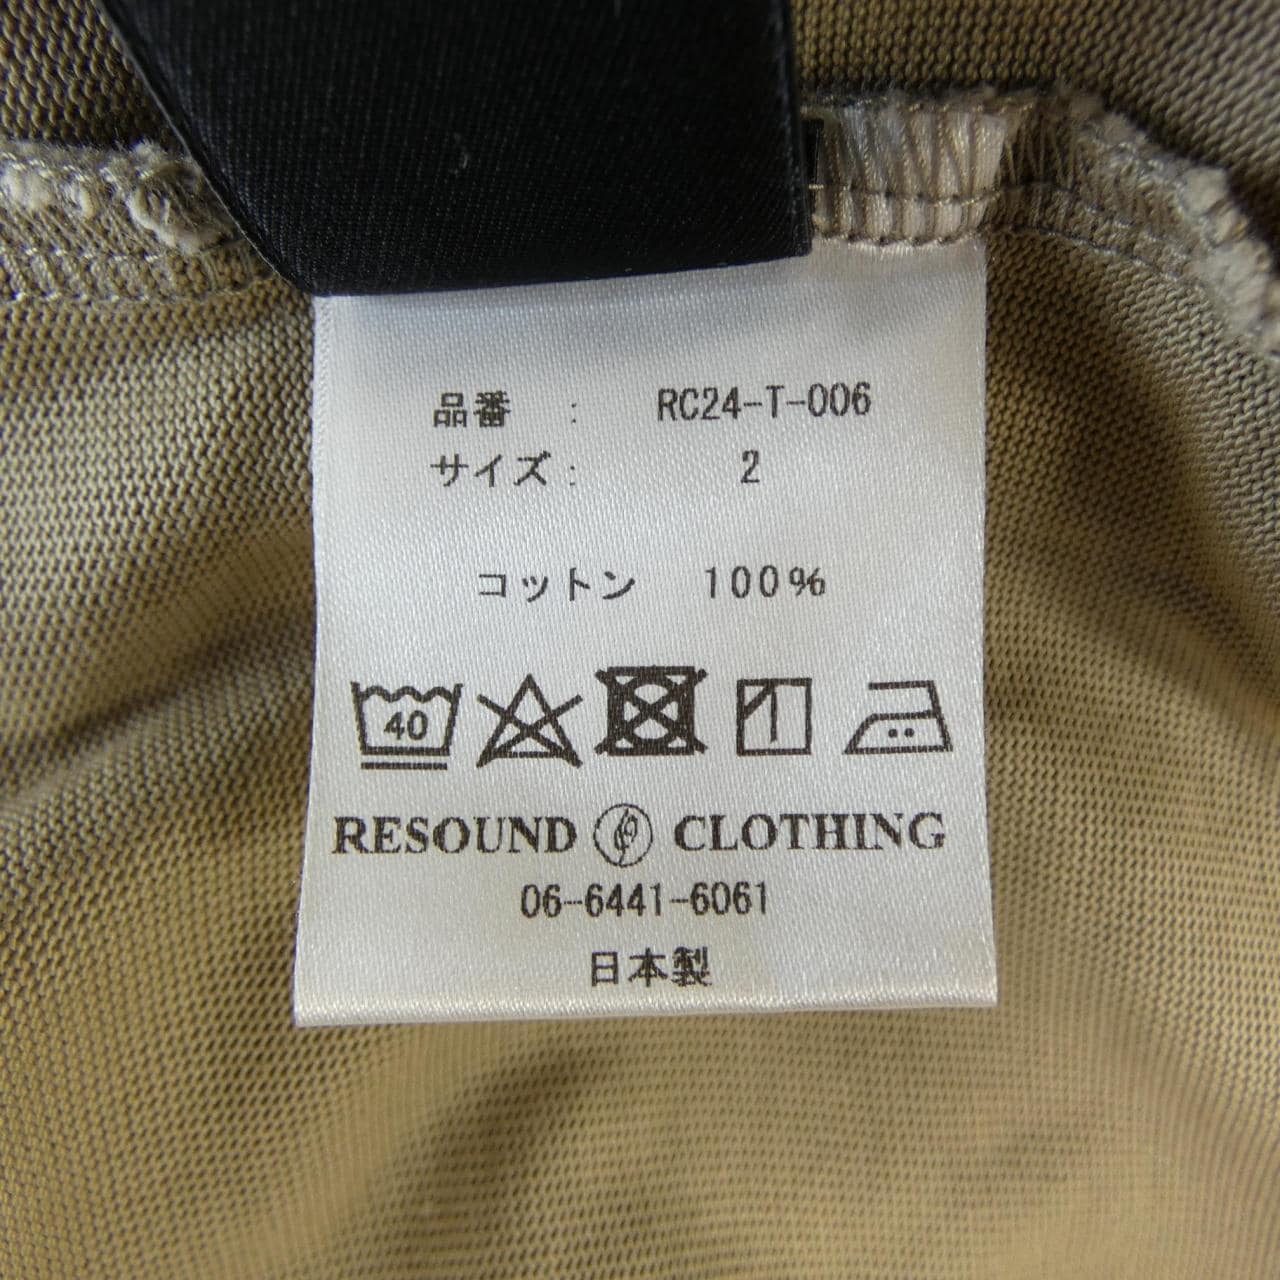 品番 : RC24-T-006
サイズ: 2
コットン 100%
40
RESOUND CLOTHING
06-6441-6061
日本製